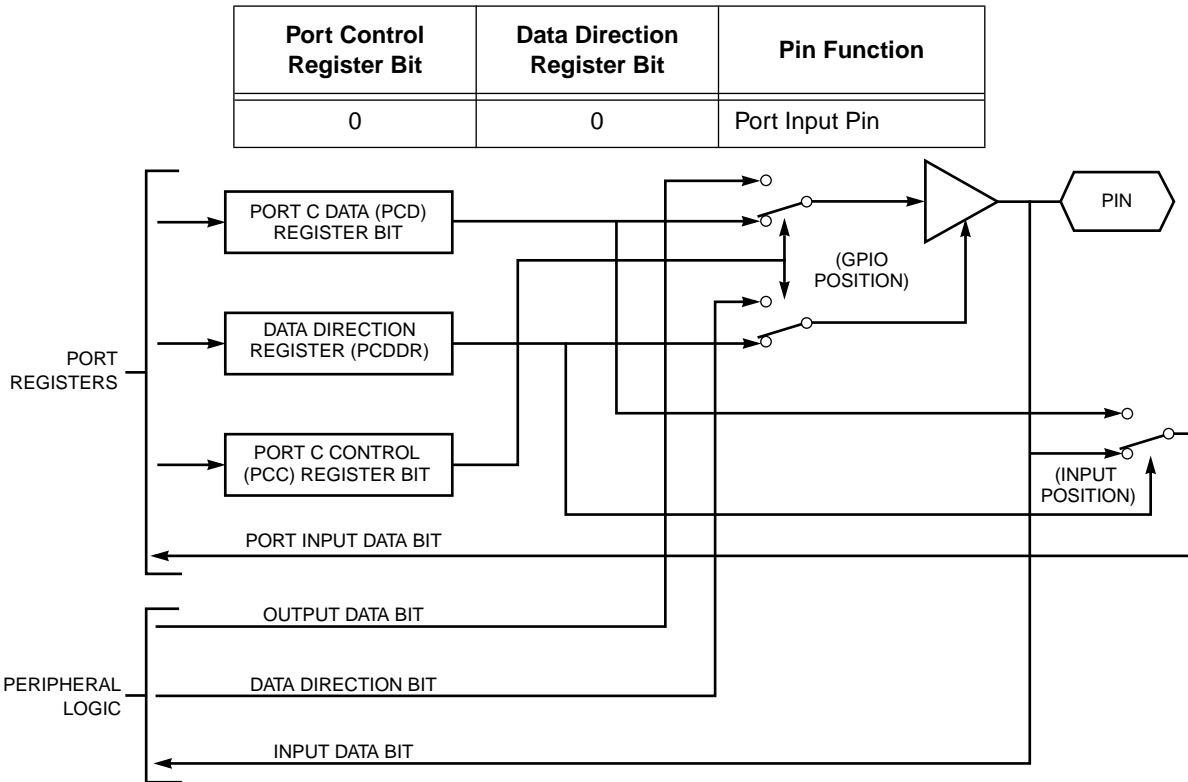 Port Control
Register Bit
Data Direction
Register Bit
Pin Function
0
0
Port Input Pin
PORT C DATA (PCD)
REGISTER BIT
PIN
(GPIO
POSITION)
DATA DIRECTION
REGISTER (PCDDR)
PORT
REGISTERS
PORT C CONTROL
(PCC) REGISTER BIT
(INPUT
POSITION)
PORT INPUT DATA BIT
OUTPUT DATA BIT
PERIPHERAL
LOGIC
DATA DIRECTION BIT
INPUT DATA BIT